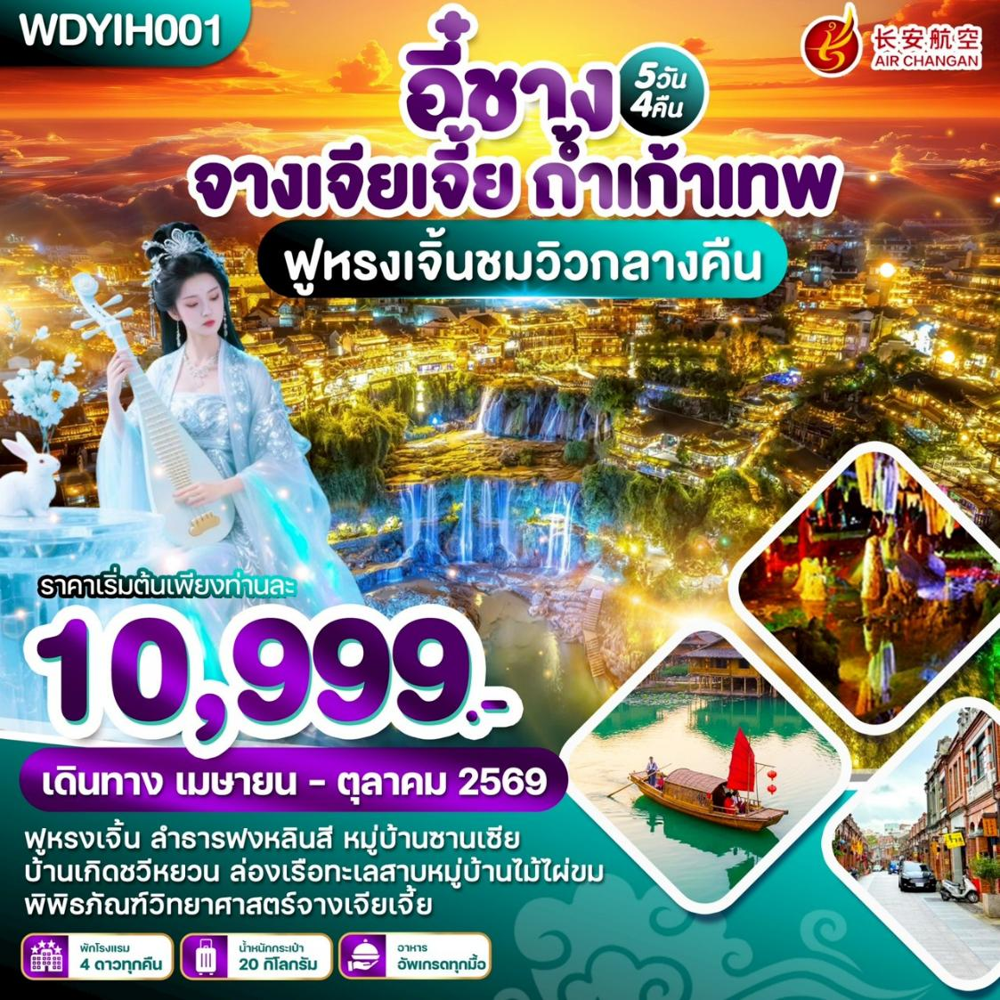 WDYIH001
长安航空
AIR CHANGAN
อี๋ชาง
5วัน
4คืน
จางเจียเจี้ย ถ้ำเก้าเทพ
ฟูหรงเจิ้นชมวิวกลางคืน
ราคาเริ่มต้นเพียงท่านละ
10,999.-
เดินทาง เมษายน - ตุลาคม 2569
ฟูหรงเจิ้น ลำธารฟงหลินสี หมู่บ้านซานเซีย
บ้านเกิดชวีหยวน ล่องเรือทะเลสาบหมู่บ้านไม้ไผ่ขม
พิพิธภัณฑ์วิทยาศาสตร์จางเจียเจี้ย
พักโรงแรม
4 ดาวทุกคืน
น้ำหนักกระเป๋า
20 กิโลกรัม
อาหาร
อัพเกรดทุกมื้อ